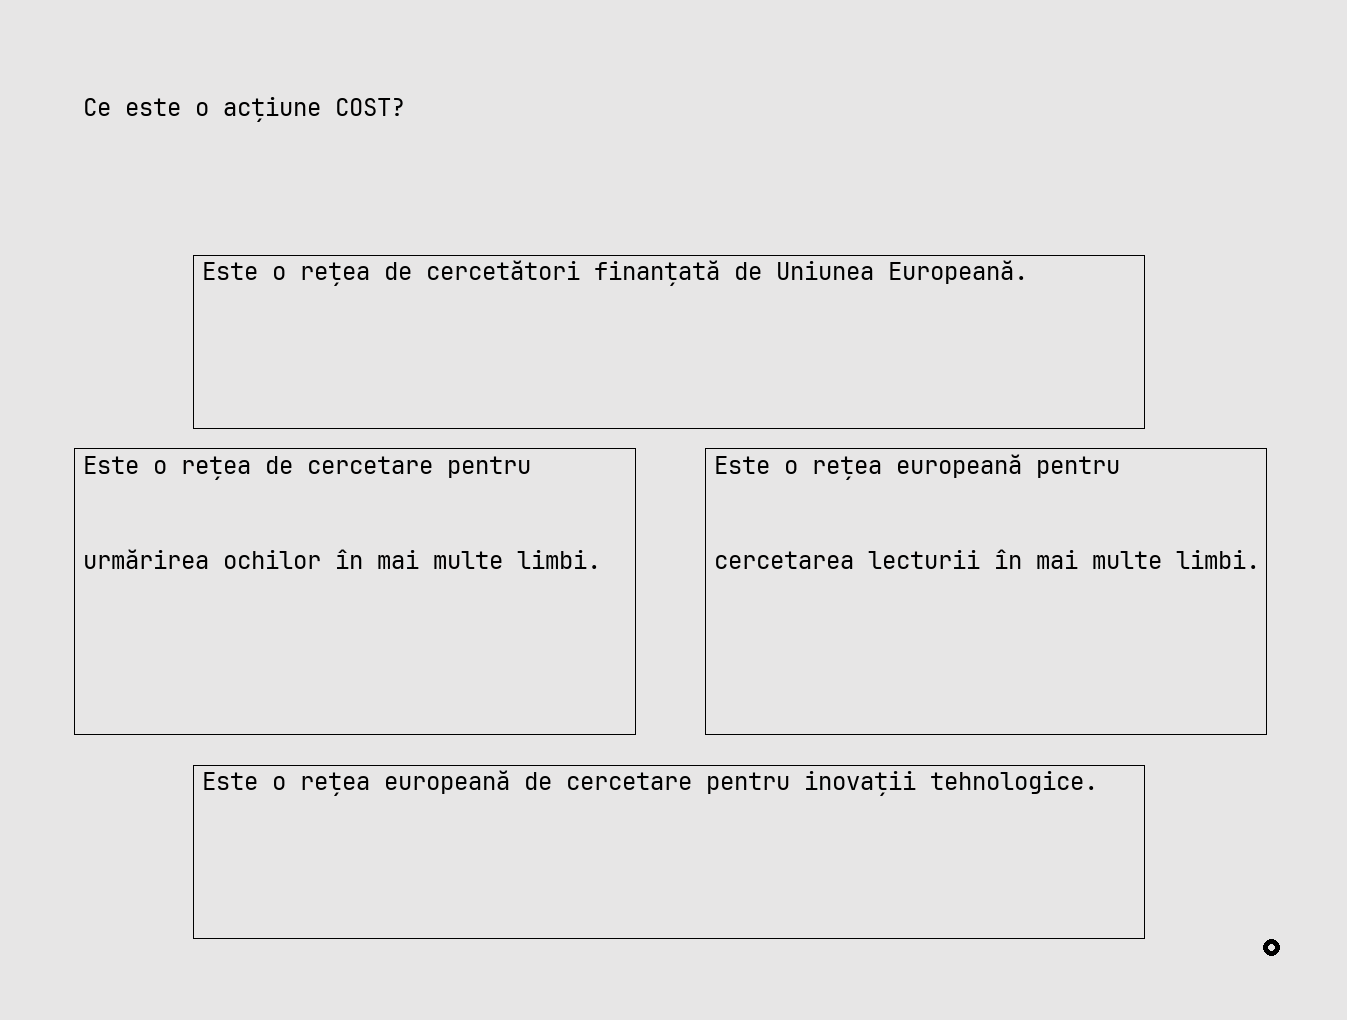 Ce este o acțiune COST?
Este o rețea de cercetători finanțată de Uniunea Europeană.
Este o rețea de cercetare pentru
urmărirea ochilor în mai multe limbi.
Este o rețea europeană pentru
cercetarea lecturii în mai multe limbi.
Este o rețea europeană de cercetare pentru inovații tehnologice.